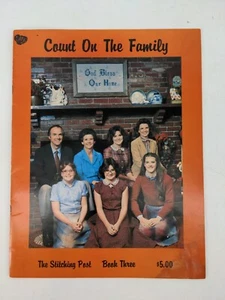 Count On The Family
God Bless
Our Home
The Stitching Post Book Three $5.00